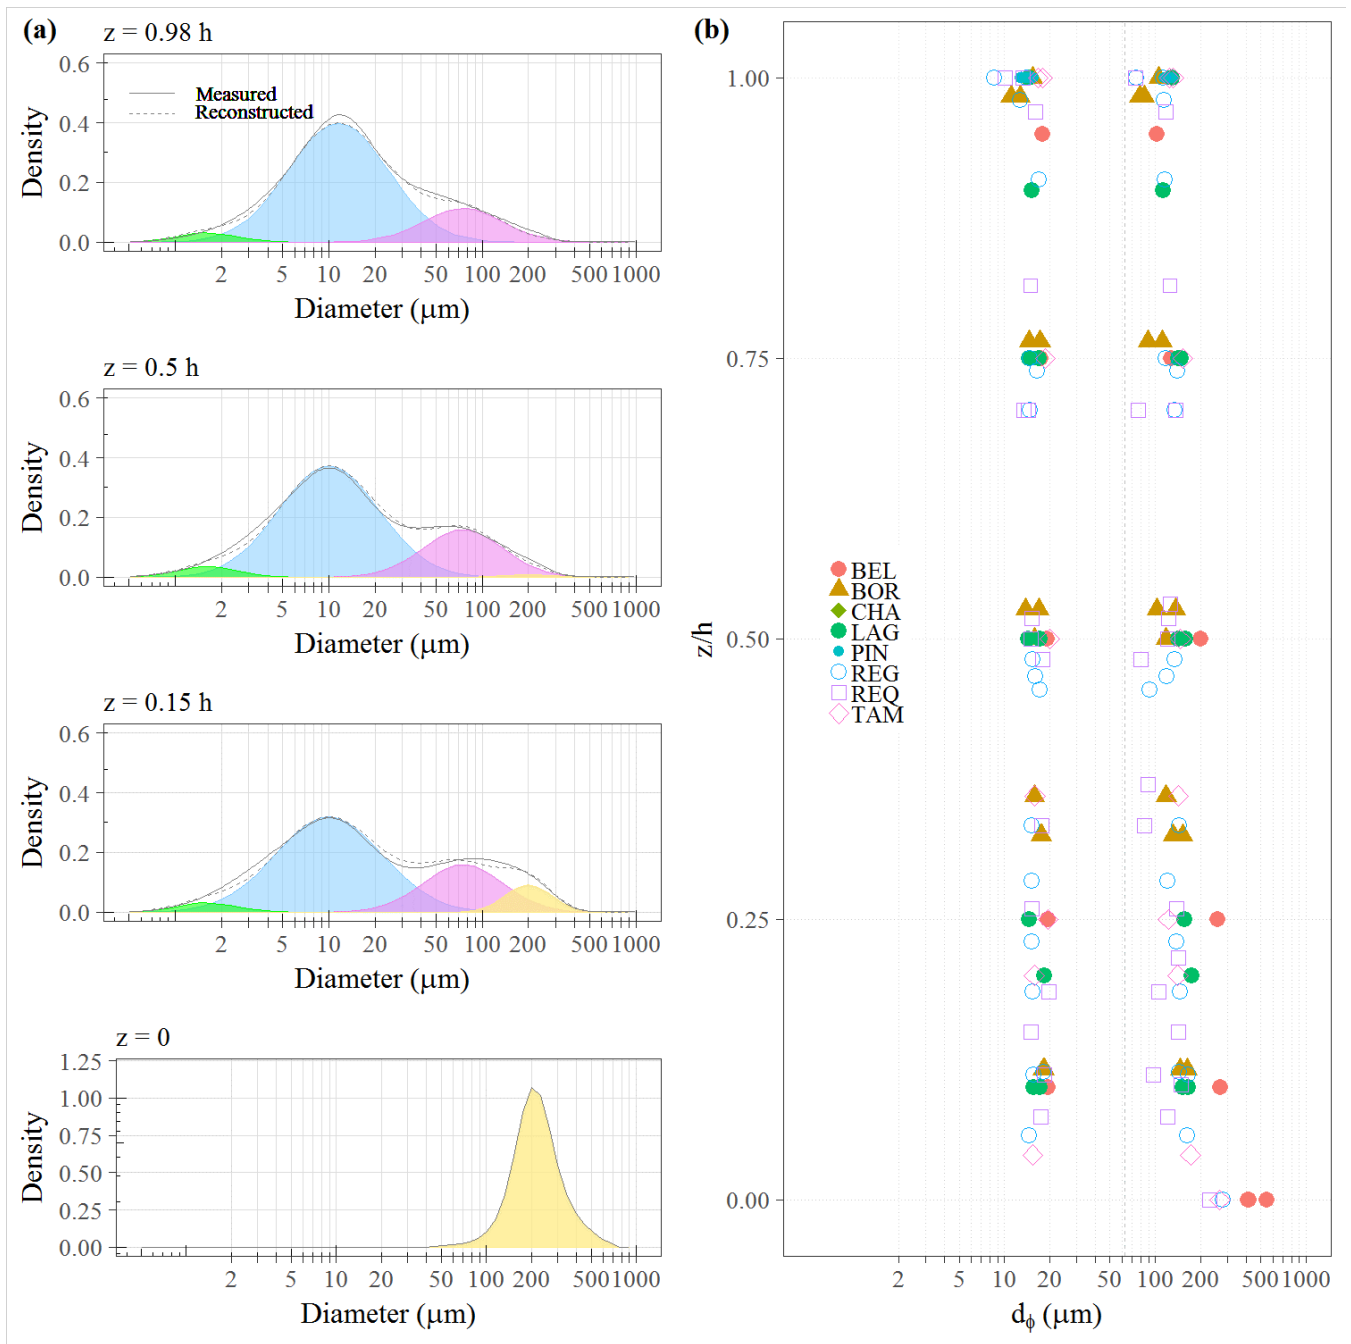 (a)
z = 0.98 h
0.6
0.4
0.2
0.0
Density
Measured
Reconstructed
2 5 10 20 50 100 200 500 1000
Diameter (μm)
z = 0.5 h
0.6
0.4
0.2
0.0
Density
2 5 10 20 50 100 200 500 1000
Diameter (μm)
z = 0.15 h
0.6
0.4
0.2
0.0
Density
2 5 10 20 50 100 200 500 1000
Diameter (μm)
z = 0
1.25
1.00
0.75
0.50
0.25
0.00
Density
2 5 10 20 50 100 200 500 1000
Diameter (μm)
(b)
1.00
0.75
0.50
0.25
0.00
z/h
BEL
BOR
CHA
LAG
PIN
REG
REQ
TAM
2 5 10 20 50 100 200 500 1000
dϕ (μm)